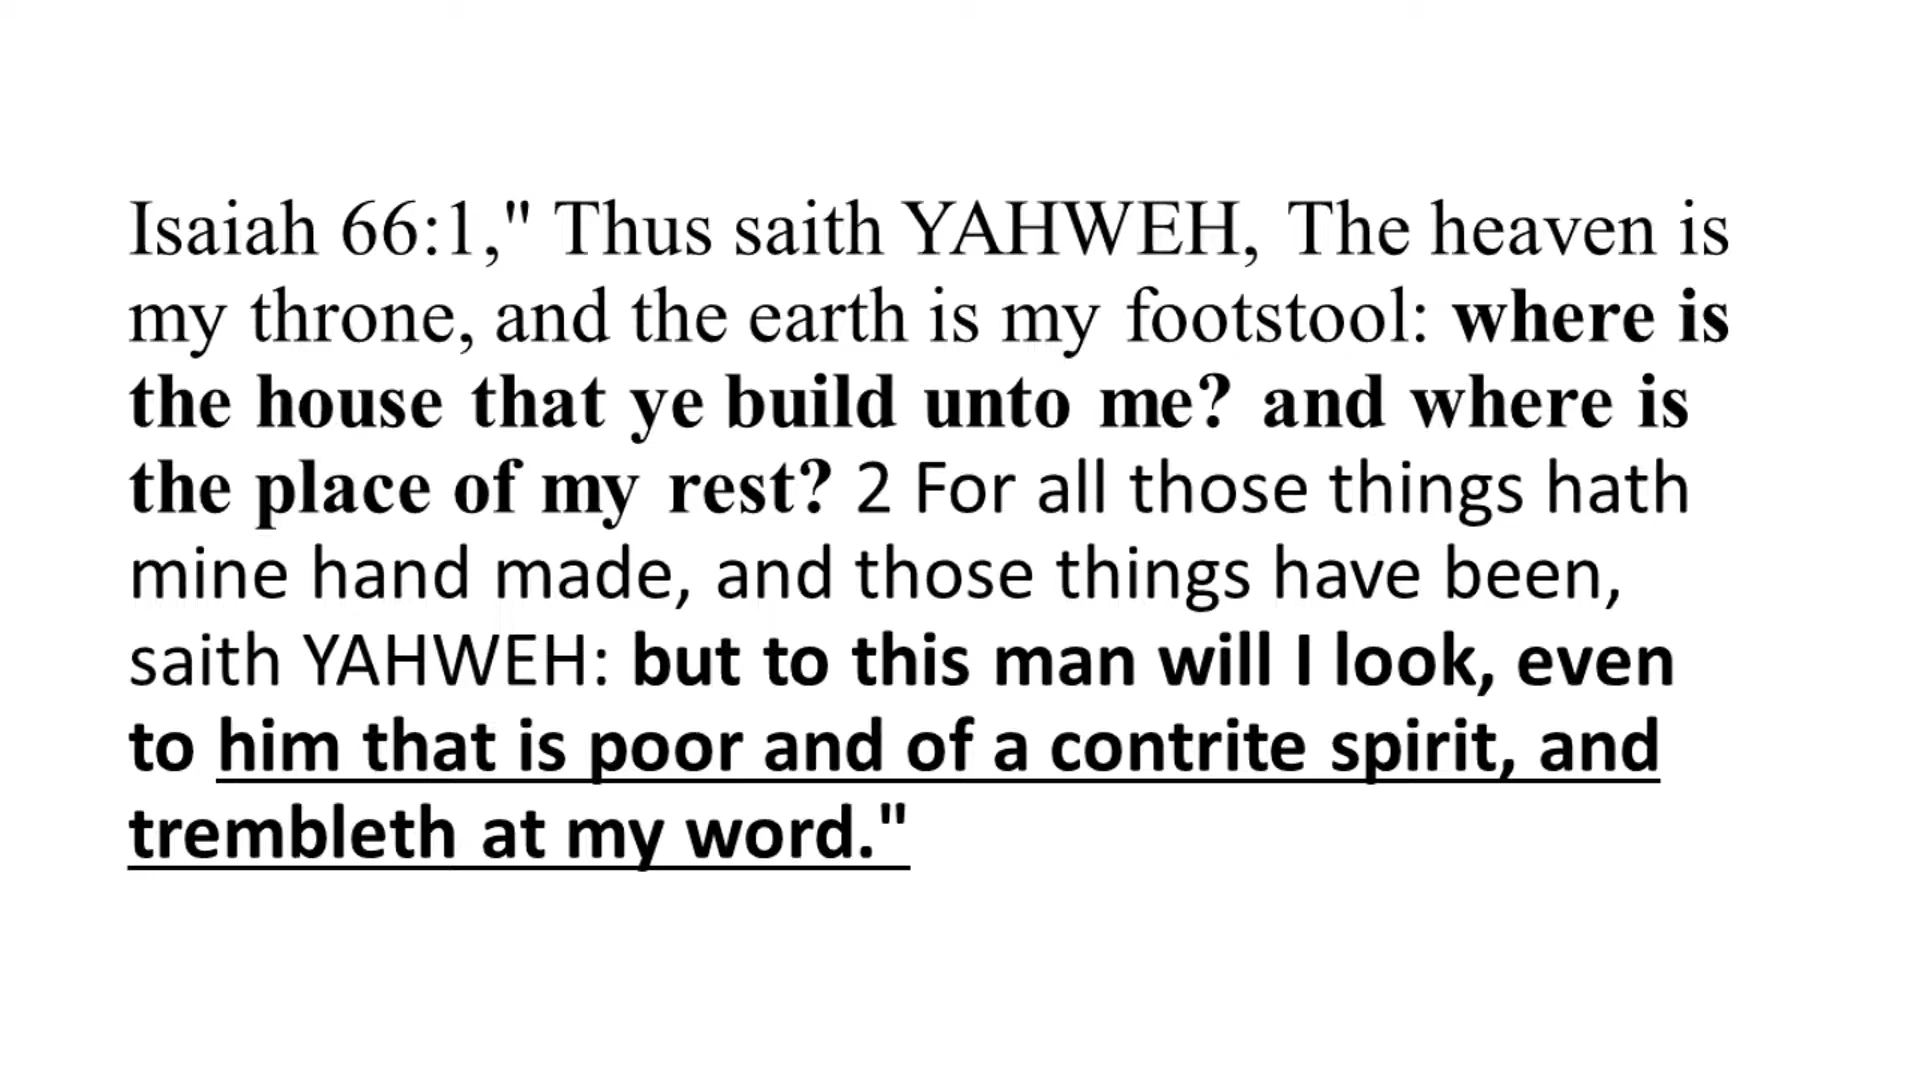 Isaiah 66:1," Thus saith YAHWEH, The heaven is
my throne, and the earth is my footstool: where is
the house that ye build unto me? and where is
the place of my rest? 2 For all those things hath
mine hand made, and those things have been,
saith YAHWEH: but to this man will I look, even
to him that is poor and of a contrite spirit, and
trembleth at my word."